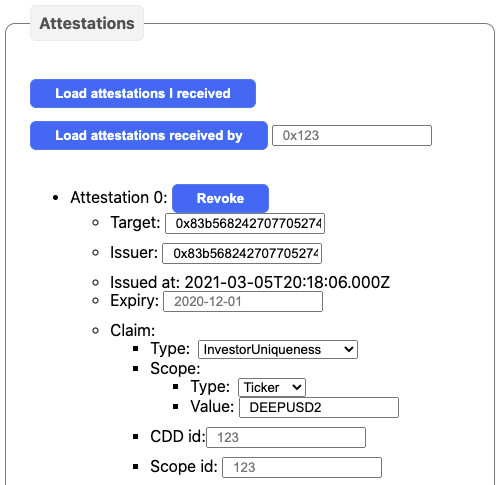 Attestations
Load attestations I received
Load attestations received by 0x123
Attestation 0: Revoke
Target: 0x83b568242707705274
Issuer: 0x83b568242707705274
Issued at: 2021-03-05T20:18:06.000Z
Expiry: 2020-12-01
Claim:
Type: InvestorUniqueness
Scope:
Type: Ticker
Value: DEEPUSD2
CDD id: 123
Scope id: 123